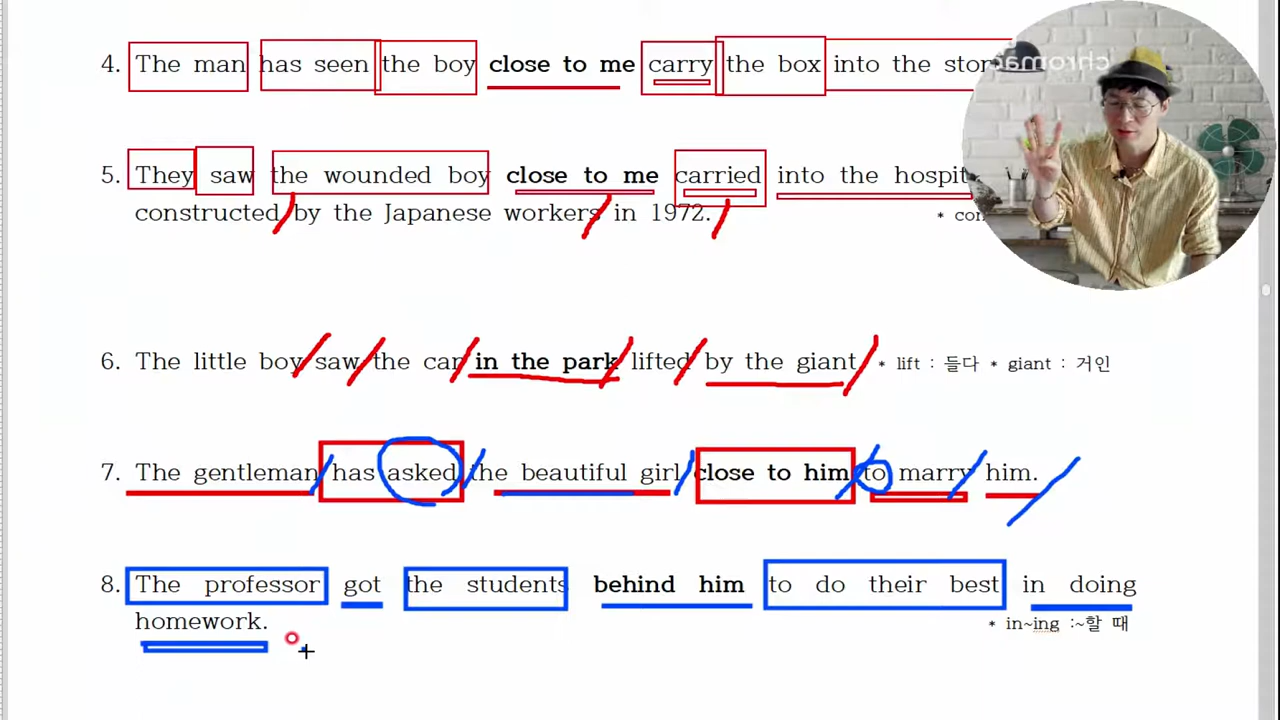 4. The man has seen the boy close to me carry the box into the
5. They saw the wounded boy close to me carried into the
constructed by the Japanese workers in 1972. *
6. The little boy saw the car in the park lifted by the giant * lift : 들다 * giant : 거인
7. The gentleman has asked the beautiful girl close to him to marry him.
8. The professor got the students behind him to do their best in doing
homework. * in~ing :~할 때